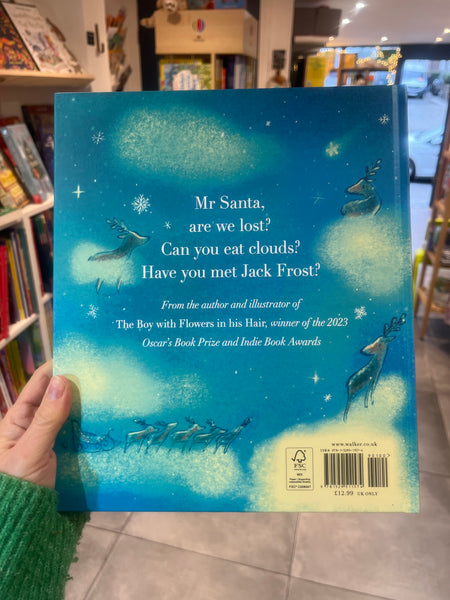 Mr Santa,
are we lost?
Can you eat clouds?
Have you met Jack Frost?
From the author and illustrator of
The Boy with Flowers in his Hair, winner of the 2023
Oscar's Book Prize and Indie Book Awards
www.walker.co.uk
FSC
MIX
£12.99 UK ONLY